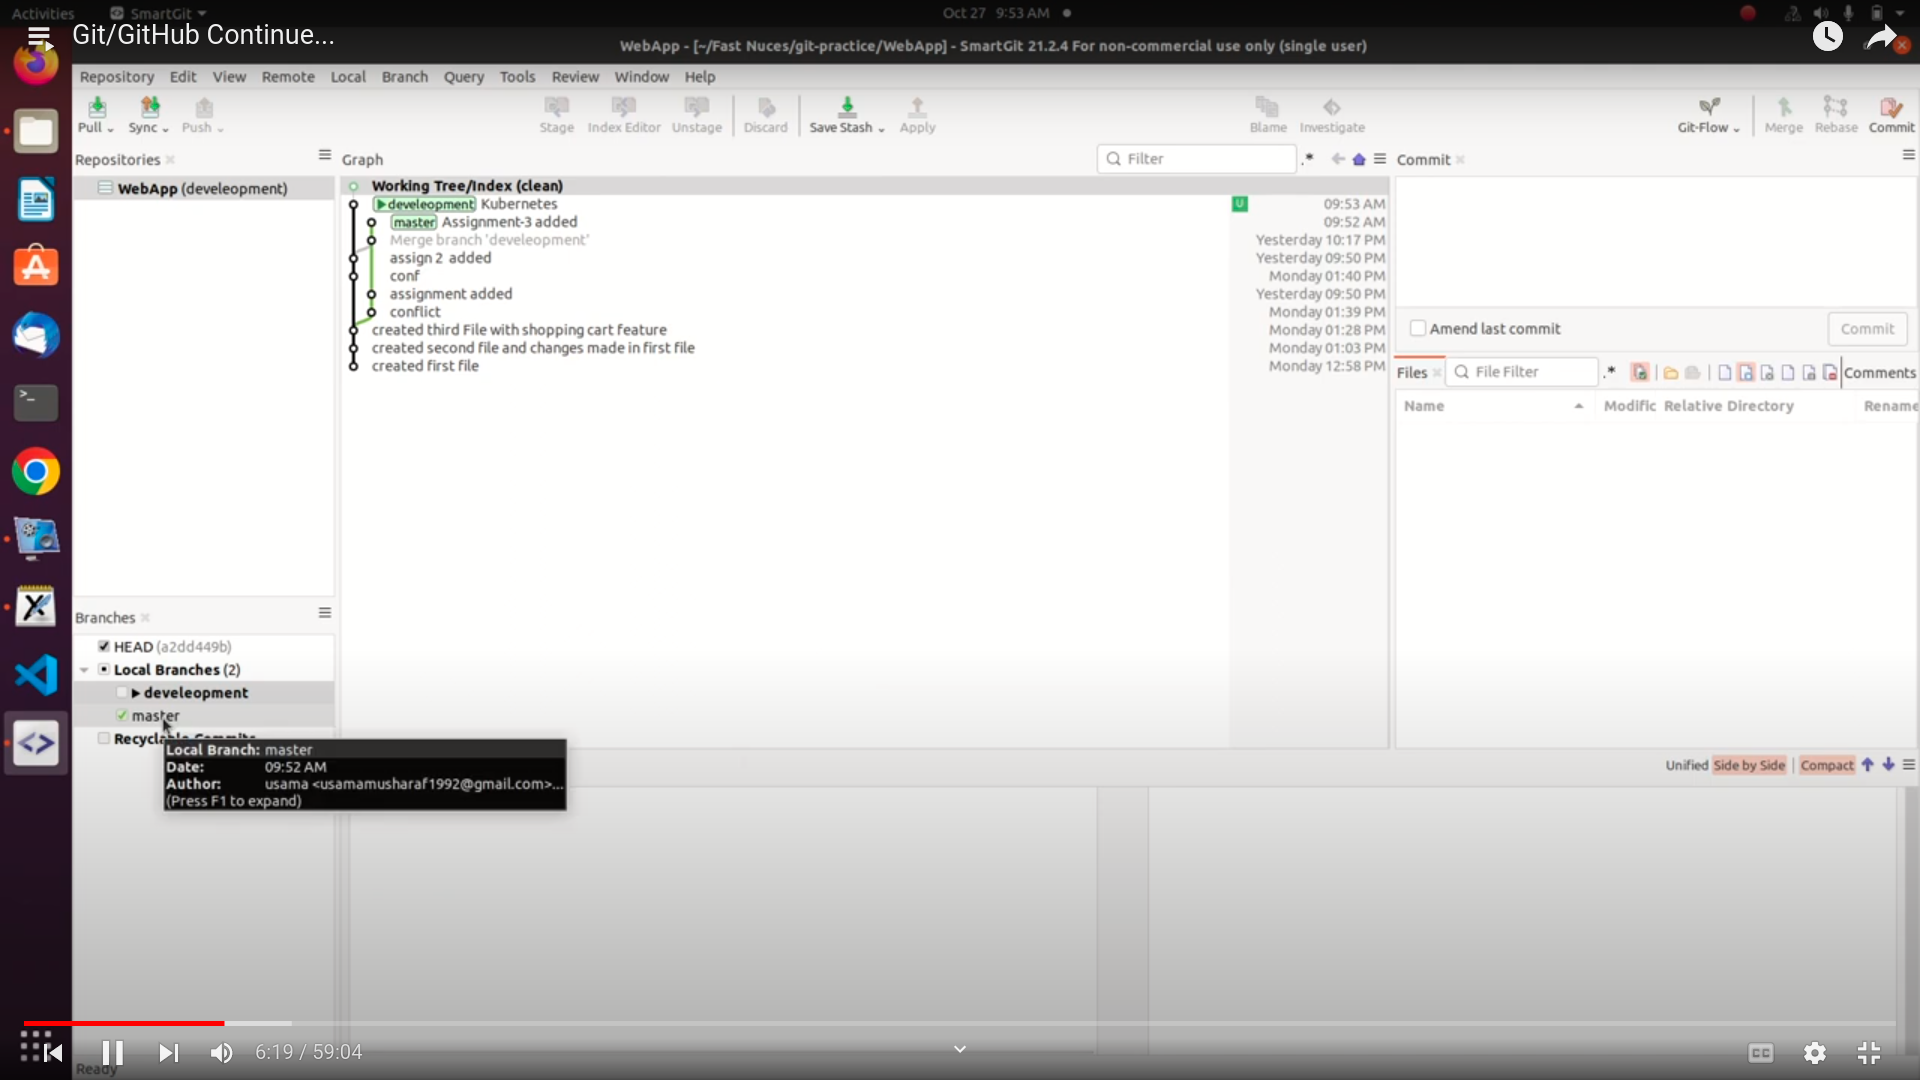 Activities SmartGit Oct 27 9:53 AM
Git/GitHub Continue...
WebApp - [~/Fast Nuces/git-practice/WebApp] - SmartGit 21.2.4 For non-commercial use only (single user)
Repository Edit View Remote Local Branch Query Tools Review Window Help
Pull Sync Push Stage Index Editor Unstage Discard Save Stash Apply Blame Investigate Git-Flow Merge Rebase Commit
Repositories Graph Filter .* Commit
WebApp (develeopment)
Working Tree/Index (clean)
develeopment Kubernetes U 09:53 AM
master Assignment-3 added 09:52 AM
Merge branch 'develeopment' Yesterday 10:17 PM
assign 2 added Yesterday 09:50 PM
conf Monday 01:40 PM
assignment added Yesterday 09:50 PM
conflict Monday 01:39 PM
created third File with shopping cart feature Monday 01:28 PM
created second file and changes made in first file Monday 01:03 PM
created first file Monday 12:58 PM
Amend last commit Commit
Files File Filter .* Comments
Name Modific Relative Directory Rename
Branches
HEAD (a2dd449b)
Local Branches (2)
develeopment
master
Recyclable Commits
Local Branch: master
Date: 09:52 AM
Author: usama <usamamusharaf1992@gmail.com>...
(Press F1 to expand)
Unified Side by Side Compact
6:19 / 59:04
CC
Ready